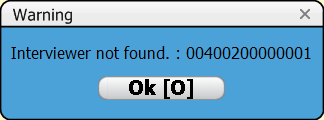 Warning
Interviewer not found. : 00400200000001
Ok [O]